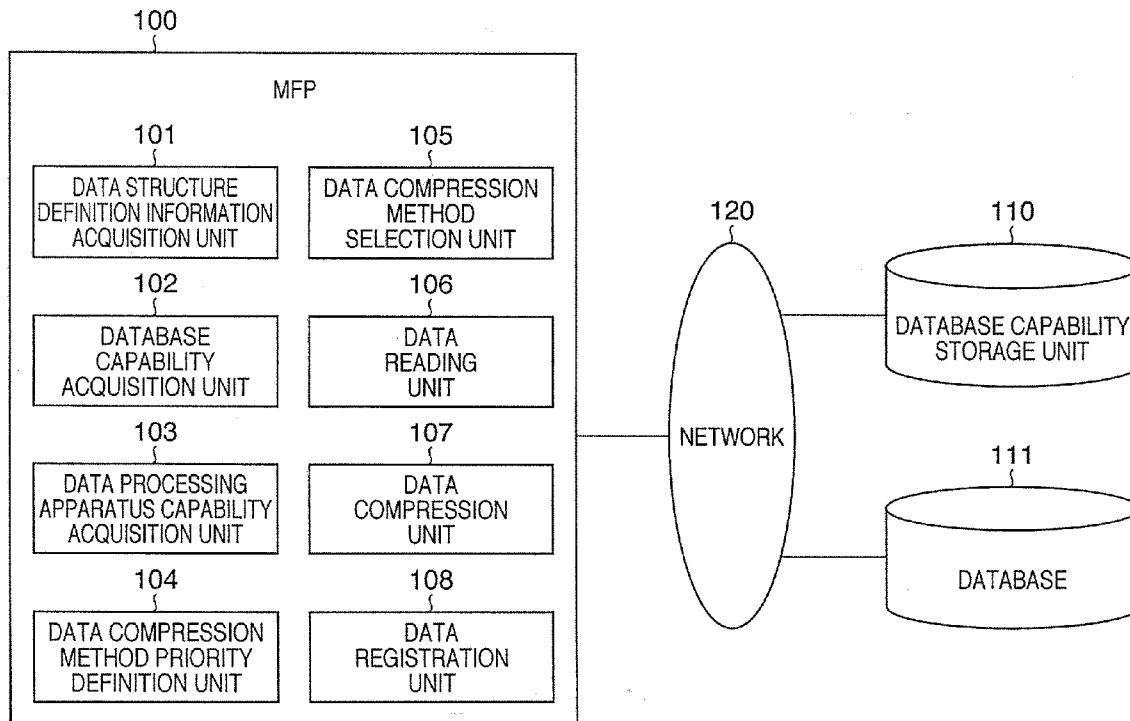 100
MFP
101
DATA STRUCTURE
DEFINITION INFORMATION
ACQUISITION UNIT
102
DATABASE
CAPABILITY
ACQUISITION UNIT
103
DATA PROCESSING
APPARATUS CAPABILITY
ACQUISITION UNIT
104
DATA COMPRESSION
METHOD PRIORITY
DEFINITION UNIT
105
DATA COMPRESSION
METHOD
SELECTION UNIT
106
DATA
READING
UNIT
107
DATA
COMPRESSION
UNIT
108
DATA
REGISTRATION
UNIT
120
NETWORK
110
DATABASE CAPABILITY
STORAGE UNIT
111
DATABASE